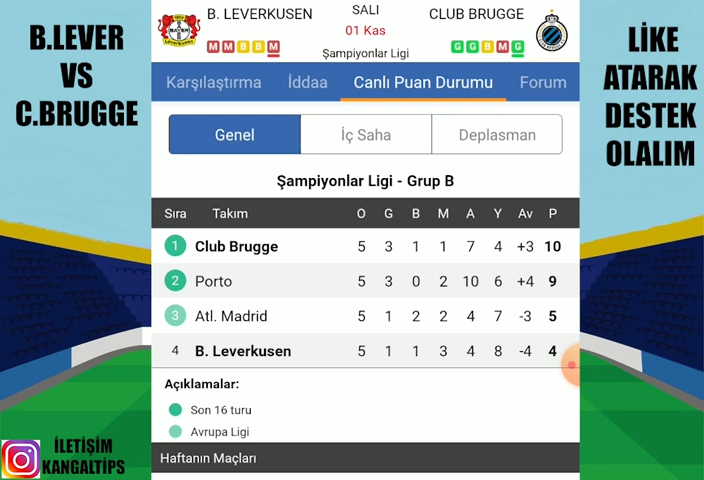 B.LEVER
VS
C.BRUGGE
B. LEVERKUSEN
M M B B M
SALI
01 Kas
Şampiyonlar Ligi
CLUB BRUGGE
G G B M G
LİKE
ATARAK
DESTEK
OLALIM
Karşılaştırma İddaa Canlı Puan Durumu Forum
Genel İç Saha Deplasman
Şampiyonlar Ligi - Grup B
Sıra Takım O G B M A Y Av P
1 Club Brugge 5 3 1 1 7 4 +3 10
2 Porto 5 3 0 2 10 6 +4 9
3 Atl. Madrid 5 1 2 2 4 7 -3 5
4 B. Leverkusen 5 1 1 3 4 8 -4 4
Açıklamalar:
Son 16 turu
Avrupa Ligi
Haftanın Maçları
İLETİŞİM
KANGALTİPS